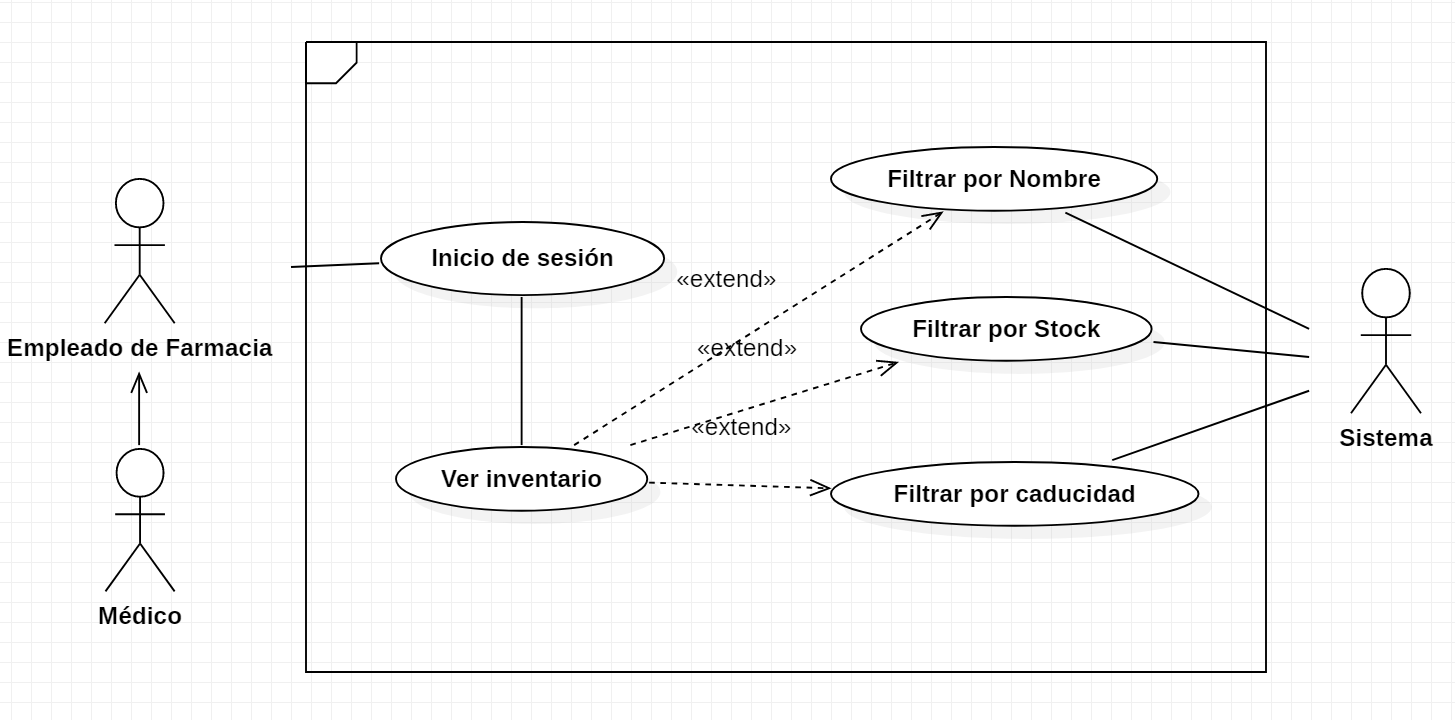 Filtrar por Nombre
Inicio de sesión
«extend»
Filtrar por Stock
Empleado de Farmacia
«extend»
«extend»
Sistema
Ver inventario
Filtrar por caducidad
Médico